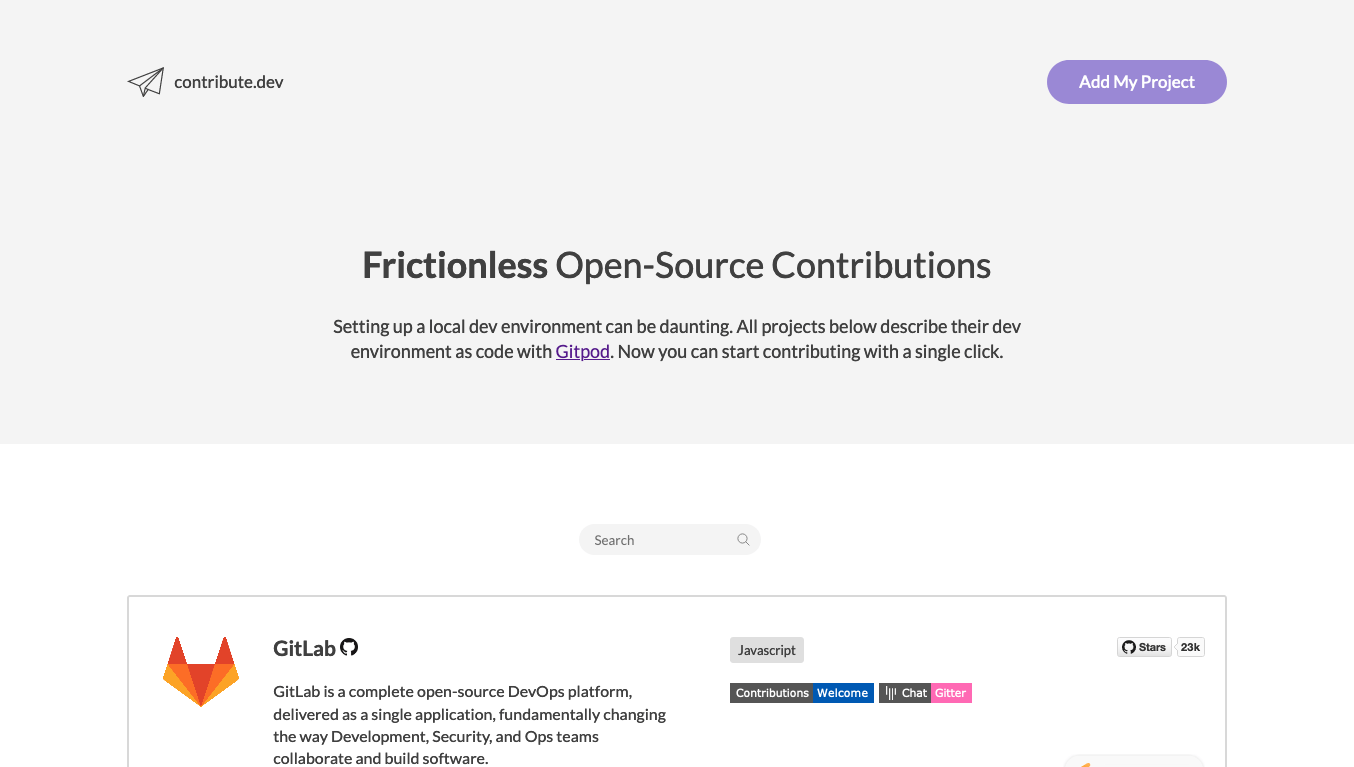 contribute.dev
Add My Project
Frictionless Open-Source Contributions
Setting up a local dev environment can be daunting. All projects below describe their dev
environment as code with Gitpod. Now you can start contributing with a single click.
Search
GitLab
Javascript
Stars 23k
GitLab is a complete open-source DevOps platform,
delivered as a single application, fundamentally changing
the way Development, Security, and Ops teams
collaborate and build software.
Contributions Welcome
Chat Gitter